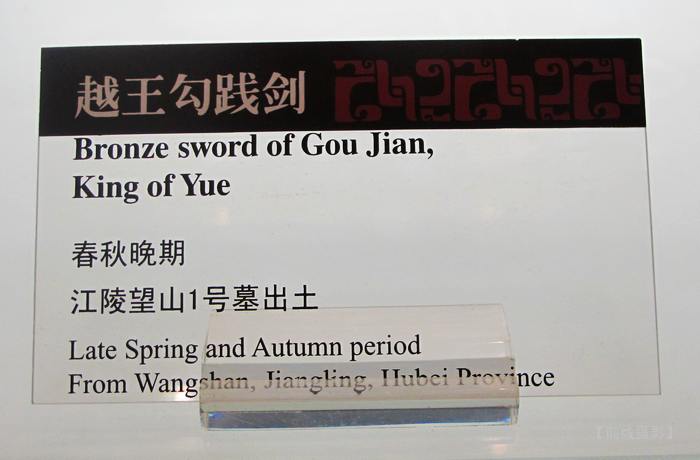 越王勾践剑
Bronze sword of Gou Jian,
King of Yue
春秋晚期
江陵望山1号墓出土
Late Spring and Autumn period
From Wangshan, Jiangling, Hubei Province